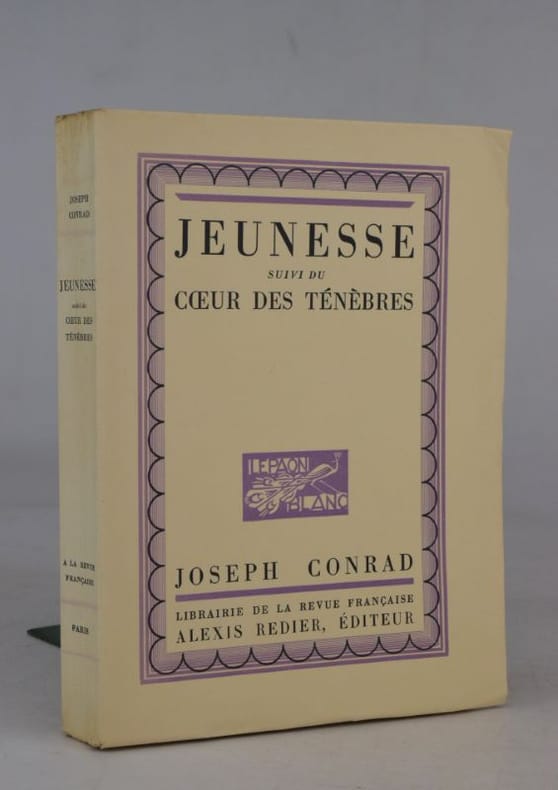 JOSEPH
CONRAD
JEUNESSE
suivi du
CŒUR DES
TÉNÈBRES
A LA REVUE
FRANÇAISE
PARIS
JEUNESSE
SUIVI DU
CŒUR DES TÉNÈBRES
LE PAON
BLANC
JOSEPH CONRAD
LIBRAIRIE DE LA REVUE FRANÇAISE
ALEXIS REDIER, ÉDITEUR